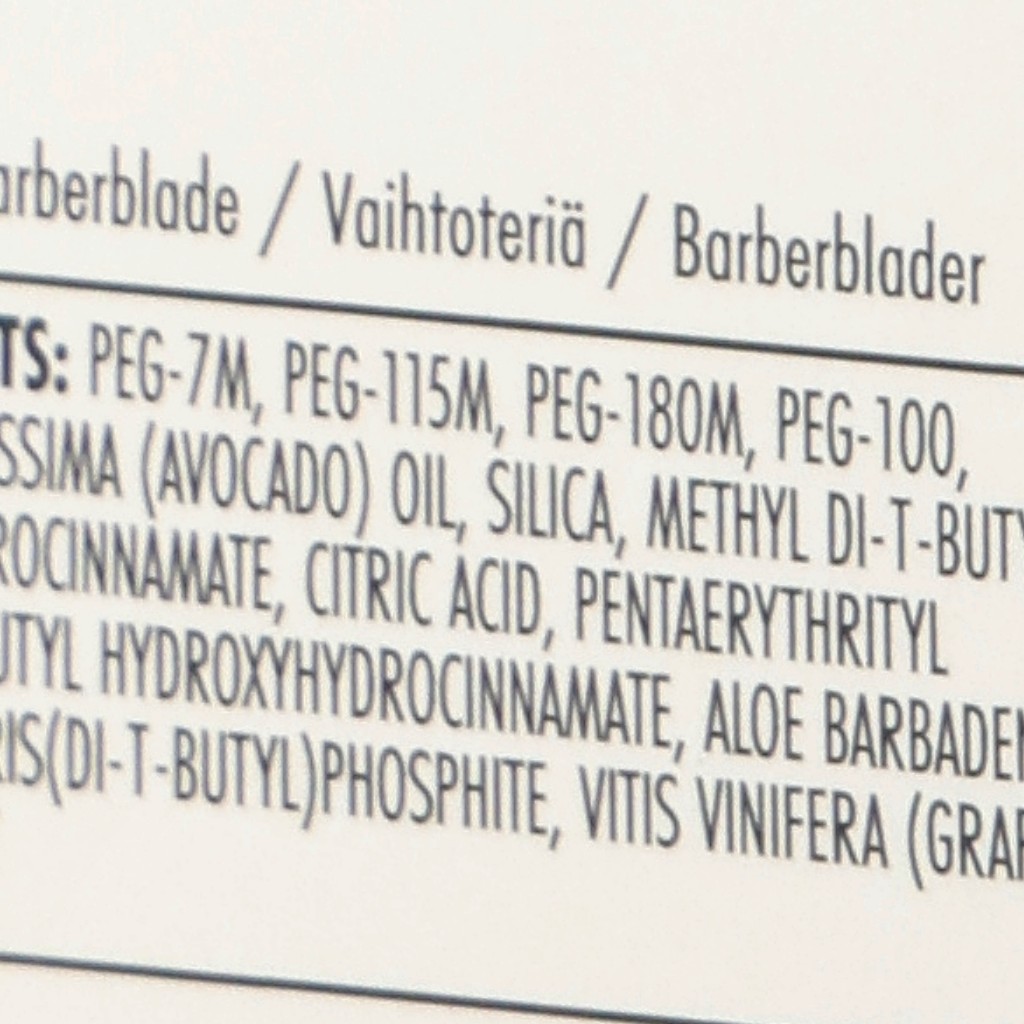 arberblade / Vaihtoteriä / Barberblader
TS: PEG-7M, PEG-115M, PEG-180M, PEG-100,
SSIMA (AVOCADO) OIL, SILICA, METHYL DI-T-BUTY
ROCINNAMATE, CITRIC ACID, PENTAERYTHRITYL
UTYL HYDROXYHYDROCINNAMATE, ALOE BARBADEN
RIS(DI-T-BUTYL)PHOSPHITE, VITIS VINIFERA (GRAP